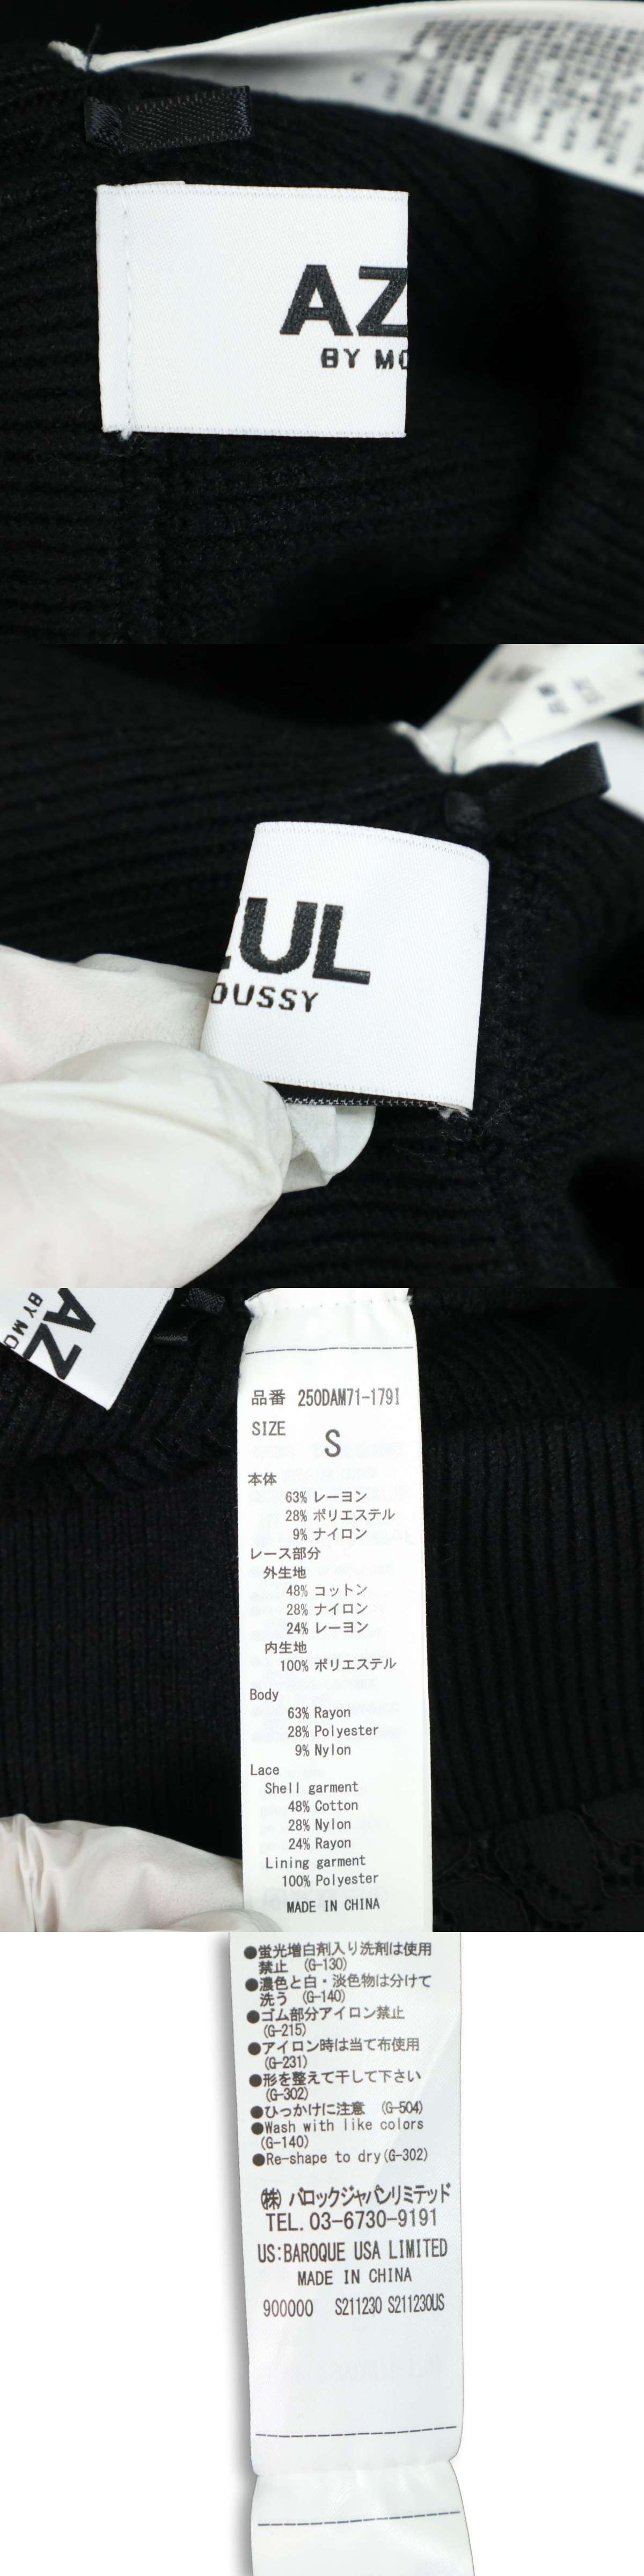 AZ
BY MO
ZUL
OUSSY
AZ
BY MO
品番 250DAM71-179I
SIZE S
本体
63% レーヨン
28% ポリエステル
9% ナイロン
レース部分
外生地
48% コットン
28% ナイロン
24% レーヨン
内生地
100% ポリエステル
Body
63% Rayon
28% Polyester
9% Nylon
Lace
Shell garment
48% Cotton
28% Nylon
24% Rayon
Lining garment
100% Polyester
MADE IN CHINA
●蛍光増白剤入り洗剤は使用
禁止 (G-130)
●濃色と白・淡色物は分けて
洗う (G-140)
●ゴム部分アイロン禁止
(G-215)
●アイロン時は当て布使用
(G-231)
●形を整えて干して下さい
(G-302)
●ひっかけに注意 (G-504)
●Wash with like colors
(G-140)
●Re-shape to dry(G-302)
㈱ バロックジャパンリミテッド
TEL. 03-6730-9191
US:BAROQUE USA LIMITED
MADE IN CHINA
900000 S211230 S211230US